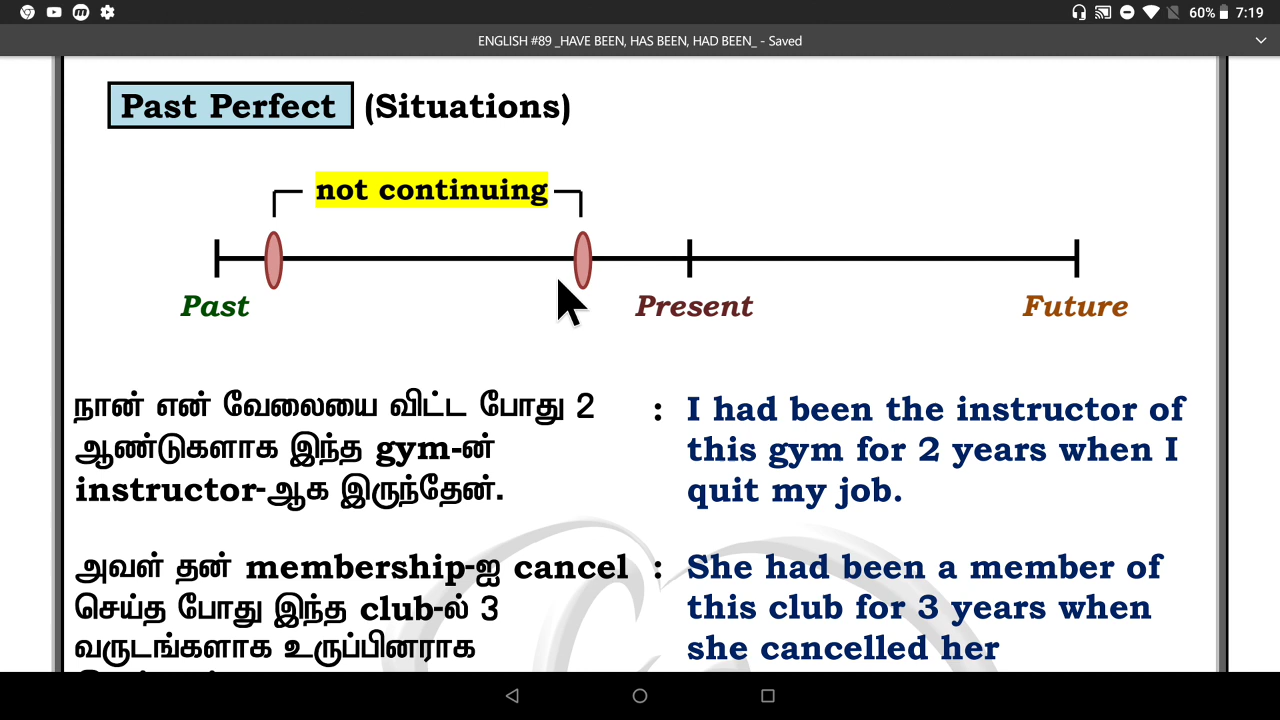 60% 7:19
ENGLISH #89 _HAVE BEEN, HAS BEEN, HAD BEEN_ - Saved
Past Perfect (Situations)
not continuing
Past Present Future
நான் என் வேலையை விட்ட போது 2 : I had been the instructor of
ஆண்டுகளாக இந்த gym-ன் this gym for 2 years when I
instructor-ஆக இருந்தேன். quit my job.
அவள் தன் membership-ஐ cancel : She had been a member of
செய்த போது இந்த club-ல் 3 this club for 3 years when
வருடங்களாக உருப்பினராக she cancelled her